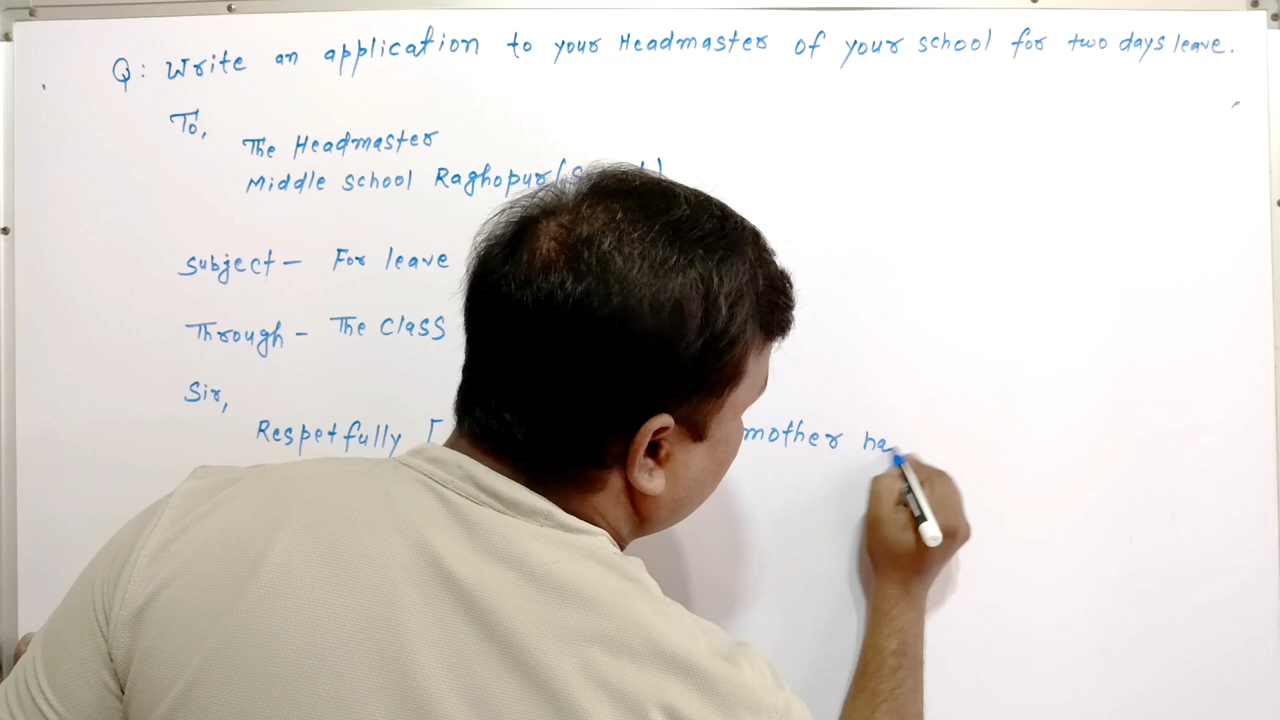 Q: Write an application to your Headmaster of your school for two days leave.
To,
The Headmaster
Middle school Raghopur
Subject - For leave
Through - The Class
Sir,
Respetfully I mother ha